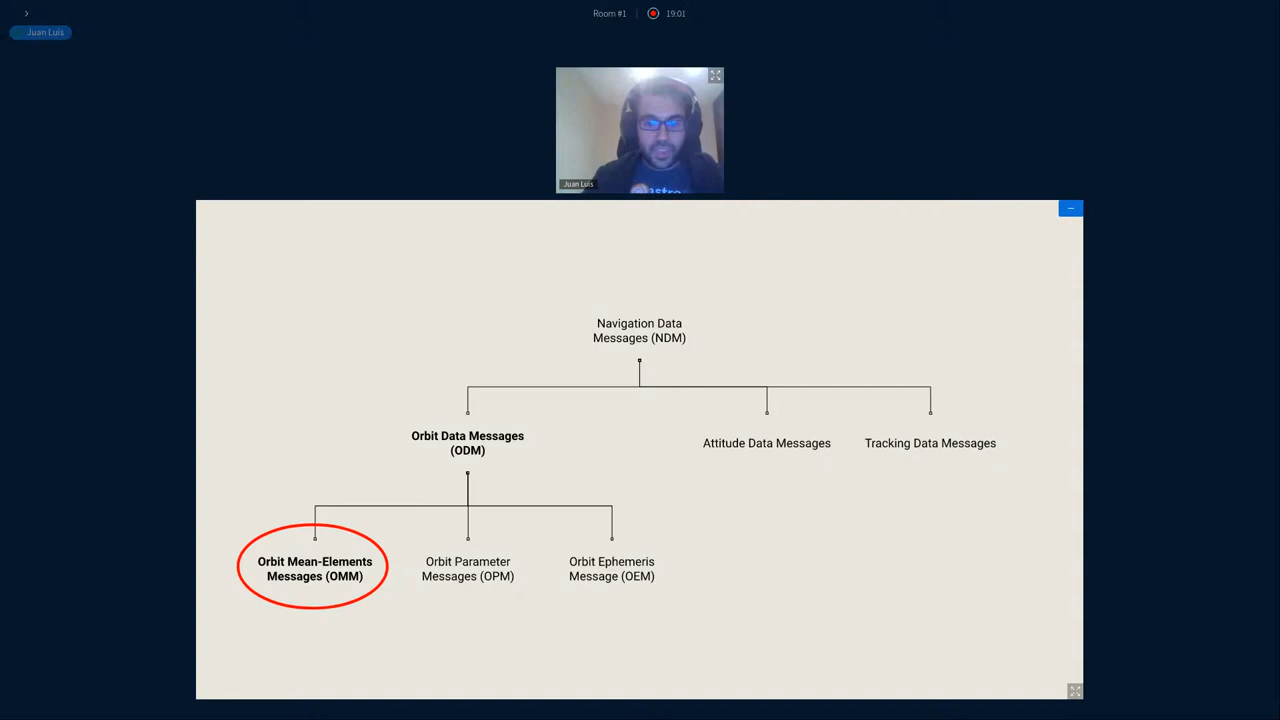 Room #1
19:01
Juan Luis
Juan Luis
astro
Navigation Data
Messages (NDM)
Orbit Data Messages
(ODM)
Attitude Data Messages
Tracking Data Messages
Orbit Mean-Elements
Messages (OMM)
Orbit Parameter
Messages (OPM)
Orbit Ephemeris
Message (OEM)